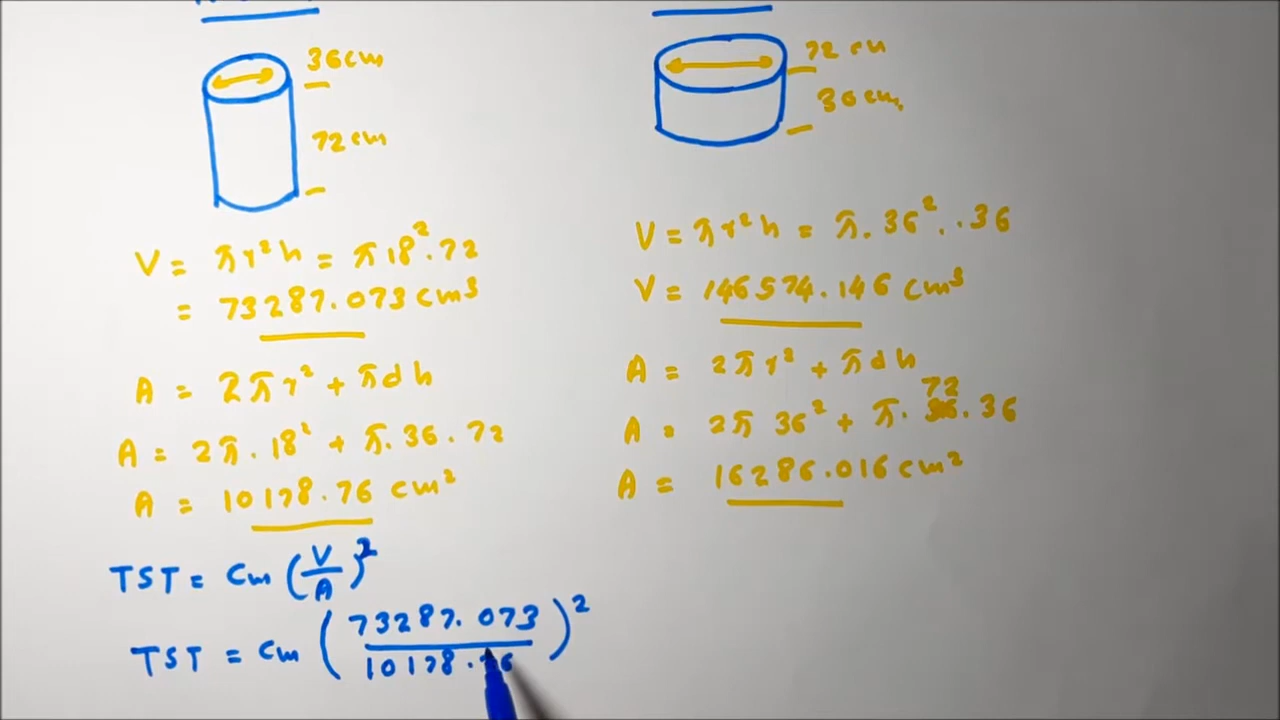 36cm
72cm
V = πr²h = π18².72
= 73287.073 cm³
A = 2πr² + πdh
A = 2π.18² + π.36.72
A = 10178.76 cm²
TST = Cm (V/A)²
TST = Cm (73287.073/10178.76)²
72 cm
36 cm.
V = πr²h = π.36²..36
V = 146574.146 cm³
A = 2πr² + πdh
A = 2π 36² + π.72.36
A = 16286.016 cm²